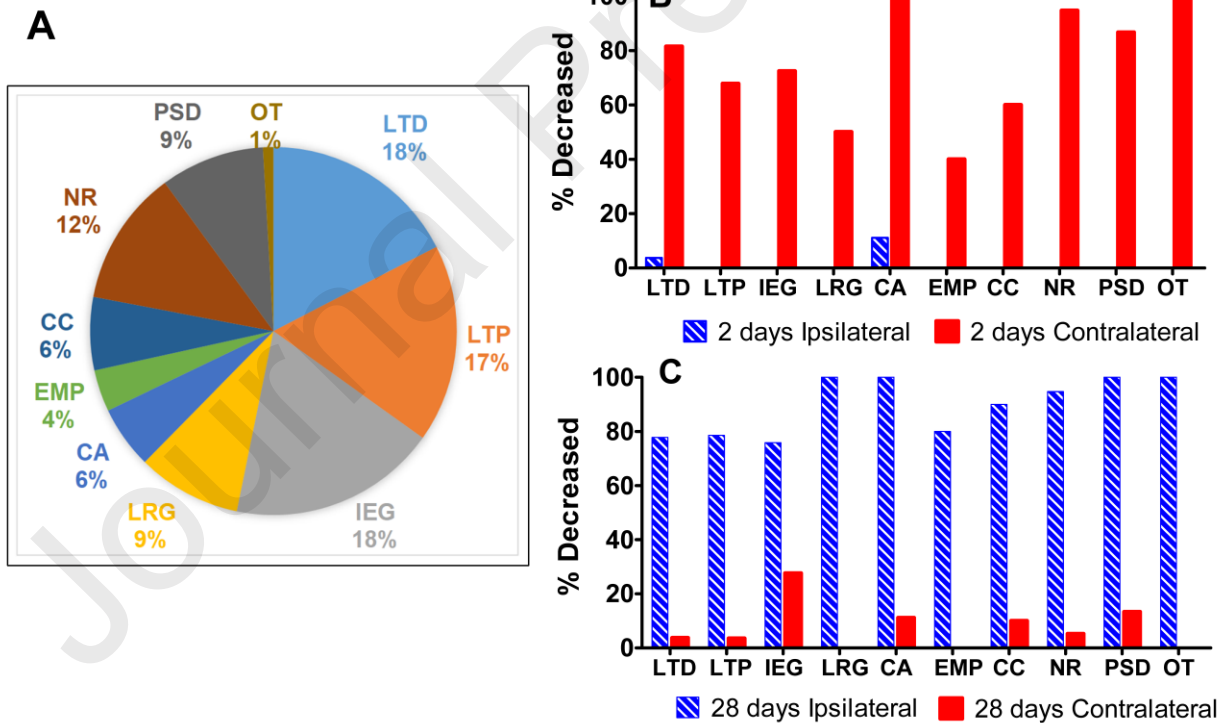 A
PSD
9%
OT
1%
LTD
18%
NR
12%
LTP
17%
CC
6%
EMP
4%
CA
6%
LRG
9%
IEG
18%
Journal Pre
B
% Decreased
100
80
60
40
20
0
LTD LTP IEG LRG CA EMP CC NR PSD OT
2 days Ipsilateral 2 days Contralateral
C
% Decreased
100
80
60
40
20
0
LTD LTP IEG LRG CA EMP CC NR PSD OT
28 days Ipsilateral 28 days Contralateral